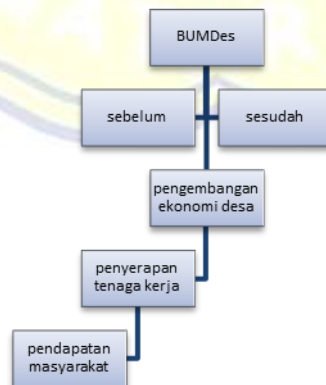 BUMDes
sebelum
sesudah
pengembangan
ekonomi desa
penyerapan
tenaga kerja
pendapatan
masyarakat